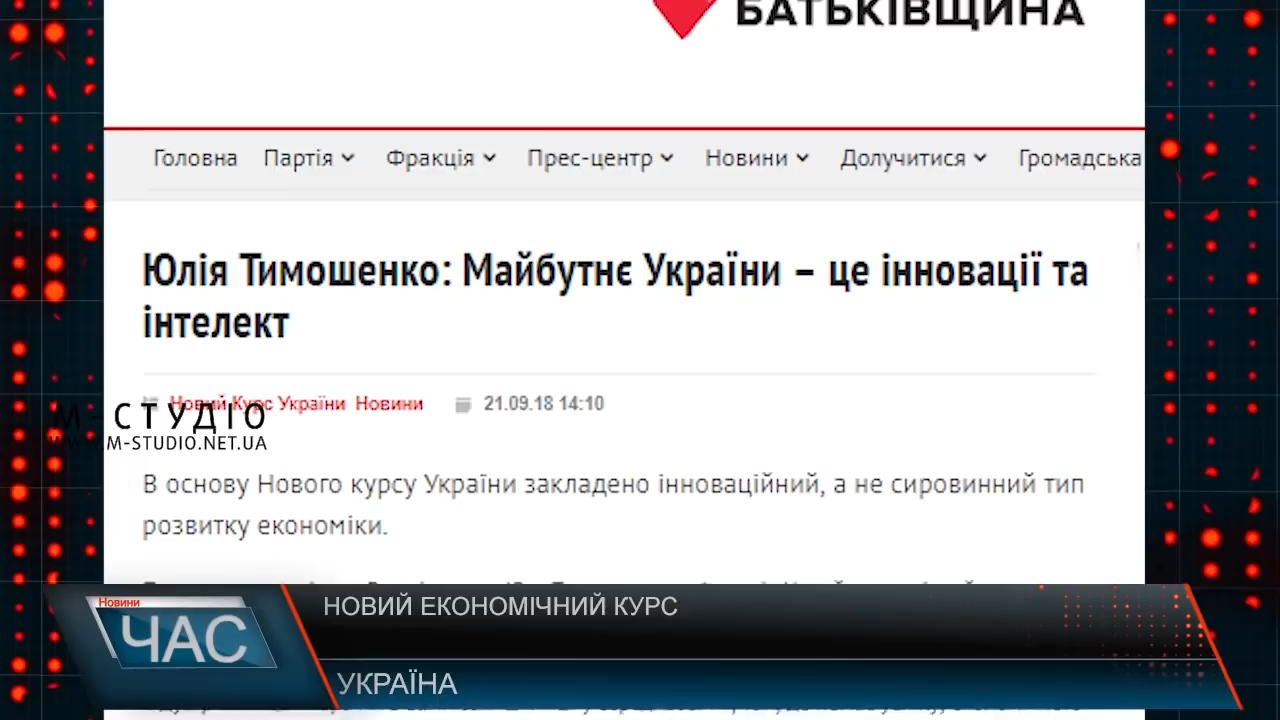 БАТЬКІВЩИНА
Головна Партія Фракція Прес-центр Новини Долучитися Громадська
Юлія Тимошенко: Майбутнє України – це інновації та
інтелект
Новий Курс України Новини 21.09.18 14:10
М-СТУДІО
WWW.M-STUDIO.NET.UA
В основу Нового курсу України закладено інноваційний, а не сировинний тип
розвитку економіки.
Новини
ЧАС
НОВИЙ ЕКОНОМІЧНИЙ КУРС
УКРАЇНА